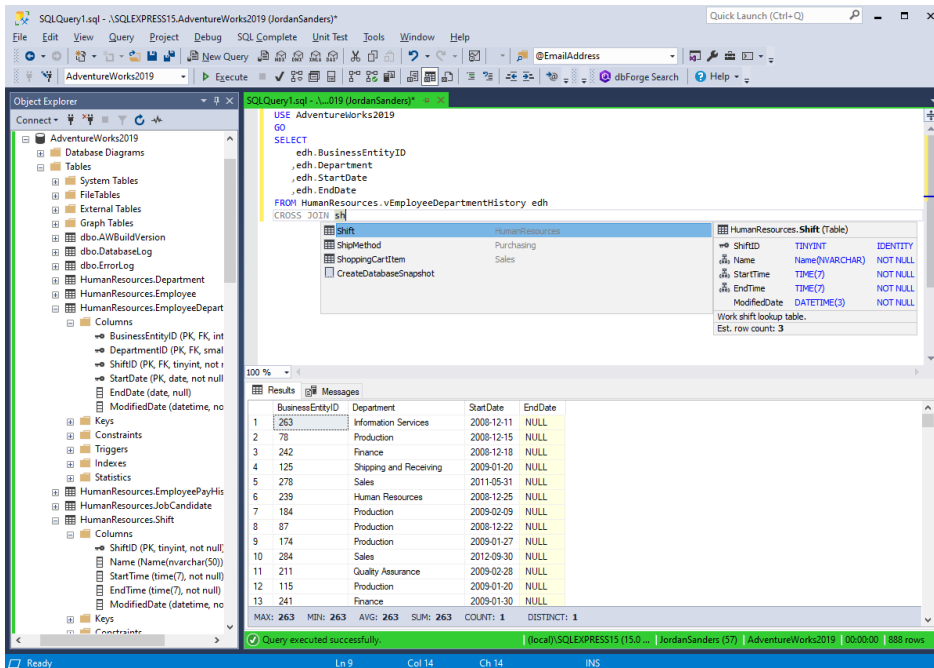 SQLQuery1.sql - .\SQLEXPRESS15.AdventureWorks2019 (JordanSanders)*
Quick Launch (Ctrl+Q)
File Edit View Query Project Debug SQL Complete Unit Test Tools Window Help
New Query @EmailAddress
AdventureWorks2019 Execute dbForge Search Help
Object Explorer
SQLQuery1.sql - .\...019 (JordanSanders)*
Connect
AdventureWorks2019
Database Diagrams
Tables
System Tables
FileTables
External Tables
Graph Tables
dbo.AWBuildVersion
dbo.DatabaseLog
dbo.ErrorLog
HumanResources.Department
HumanResources.Employee
HumanResources.EmployeeDepart
Columns
BusinessEntityID (PK, FK, int
DepartmentID (PK, FK, smal
ShiftID (PK, FK, tinyint, not r
StartDate (PK, date, not null
EndDate (date, null)
ModifiedDate (datetime, no
Keys
Constraints
Triggers
Indexes
Statistics
HumanResources.EmployeePayHis
HumanResources.JobCandidate
HumanResources.Shift
Columns
ShiftID (PK, tinyint, not null)
Name (Name(nvarchar(50))
StartTime (time(7), not null)
EndTime (time(7), not null)
ModifiedDate (datetime, no
Keys
Constraints
USE AdventureWorks2019
GO
SELECT
edh.BusinessEntityID
,edh.Department
,edh.StartDate
,edh.EndDate
FROM HumanResources.vEmployeeDepartmentHistory edh
CROSS JOIN sh
Shift HumanResources
ShipMethod Purchasing
ShoppingCartItem Sales
CreateDatabaseSnapshot
HumanResources.Shift (Table)
ShiftID TINYINT IDENTITY
Name Name(NVARCHAR) NOT NULL
StartTime TIME(7) NOT NULL
EndTime TIME(7) NOT NULL
ModifiedDate DATETIME(3) NOT NULL
Work shift lookup table.
Est. row count: 3
100 %
Results Messages
BusinessEntityID Department StartDate EndDate
1 263 Information Services 2008-12-11 NULL
2 78 Production 2008-12-15 NULL
3 242 Finance 2008-12-18 NULL
4 125 Shipping and Receiving 2009-01-20 NULL
5 278 Sales 2011-05-31 NULL
6 239 Human Resources 2008-12-25 NULL
7 184 Production 2009-02-09 NULL
8 87 Production 2008-12-22 NULL
9 174 Production 2009-01-27 NULL
10 284 Sales 2012-09-30 NULL
11 211 Quality Assurance 2009-02-28 NULL
12 115 Production 2009-01-20 NULL
13 241 Finance 2009-01-30 NULL
MAX: 263 MIN: 263 AVG: 263 SUM: 263 COUNT: 1 DISTINCT: 1
Query executed successfully. (local)\SQLEXPRESS15 (15.0 ... JordanSanders (57) AdventureWorks2019 00:00:00 888 rows
Ready Ln 9 Col 14 Ch 14 INS